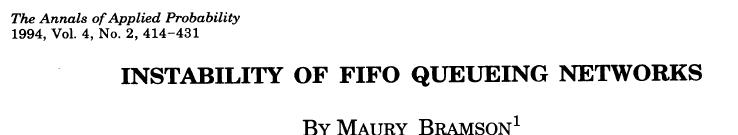 The Annals of Applied Probability
1994, Vol. 4, No. 2, 414–431
INSTABILITY OF FIFO QUEUEING NETWORKS
BY MAURY BRAMSON¹